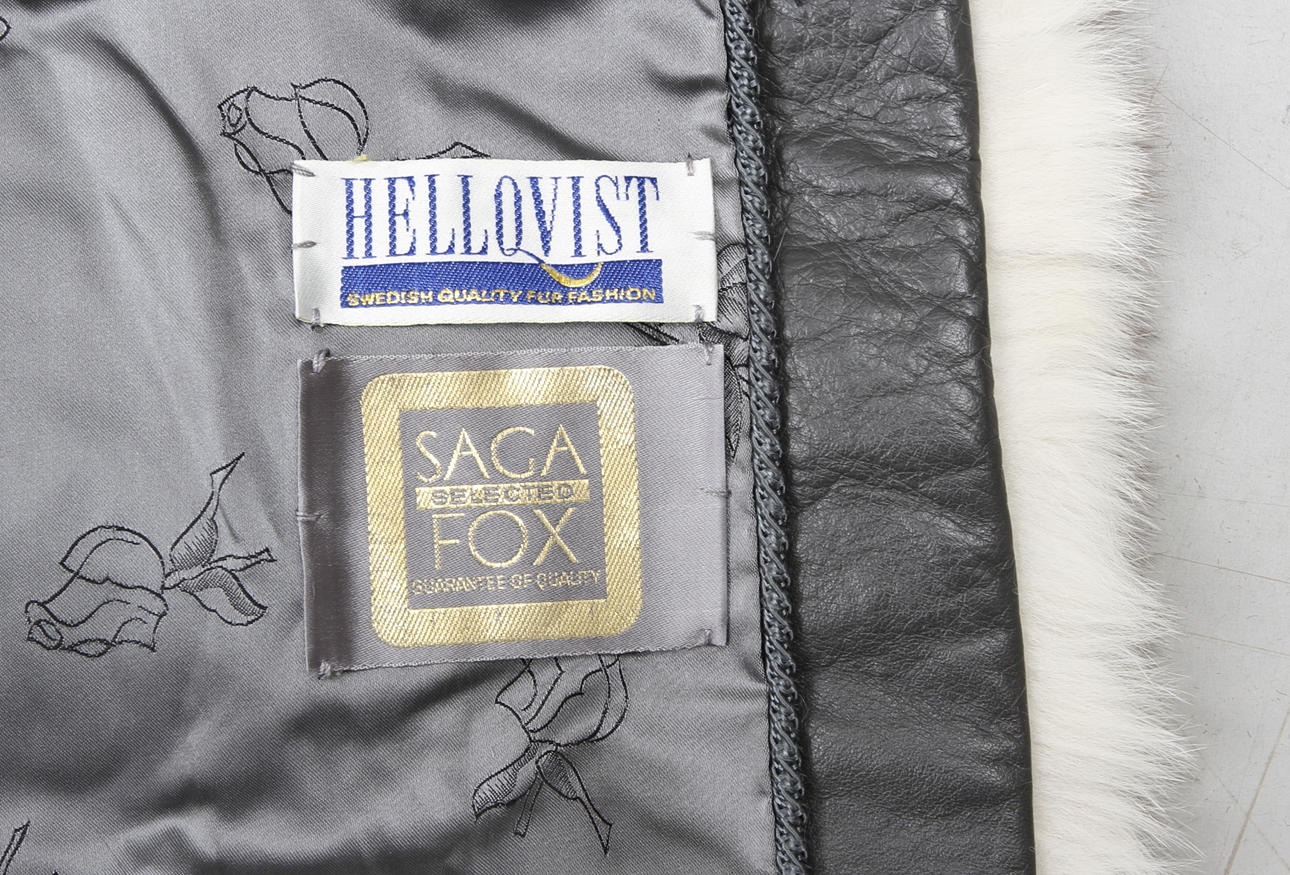 HELLQVIST
SWEDISH QUALITY FUR FASHION
SAGA
SELECTED
FOX
GUARANTEE OF QUALITY